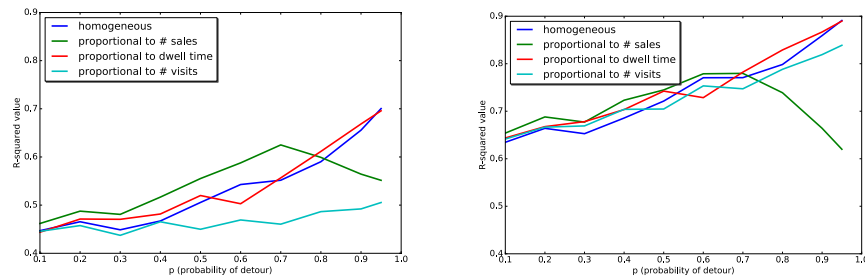 homogeneous
proportional to # sales
proportional to dwell time
proportional to # visits
R-squared value
0.9
0.8
0.7
0.6
0.5
0.4
0.1 0.2 0.3 0.4 0.5 0.6 0.7 0.8 0.9 1.0
p (probability of detour)
homogeneous
proportional to # sales
proportional to dwell time
proportional to # visits
R-squared value
0.9
0.8
0.7
0.6
0.5
0.4
0.1 0.2 0.3 0.4 0.5 0.6 0.7 0.8 0.9 1.0
p (probability of detour)